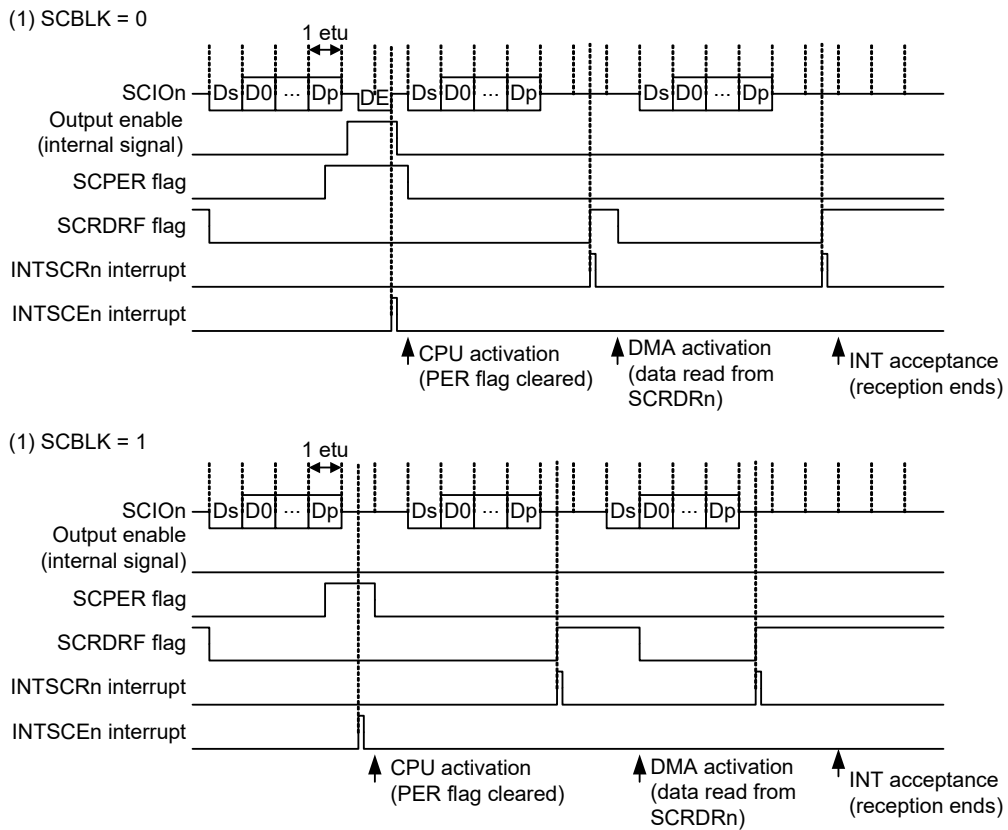 (1) SCBLK = 0
1 etu
SCIOn
Ds D0 ... Dp DE Ds D0 ... Dp Ds D0 ... Dp
Output enable
(internal signal)
SCPER flag
SCRDRF flag
INTSCRn interrupt
INTSCEn interrupt
CPU activation
(PER flag cleared)
DMA activation
(data read from
SCRDRn)
INT acceptance
(reception ends)
(1) SCBLK = 1
1 etu
SCIOn
Ds D0 ... Dp Ds D0 ... Dp Ds D0 ... Dp
Output enable
(internal signal)
SCPER flag
SCRDRF flag
INTSCRn interrupt
INTSCEn interrupt
CPU activation
(PER flag cleared)
DMA activation
(data read from
SCRDRn)
INT acceptance
(reception ends)